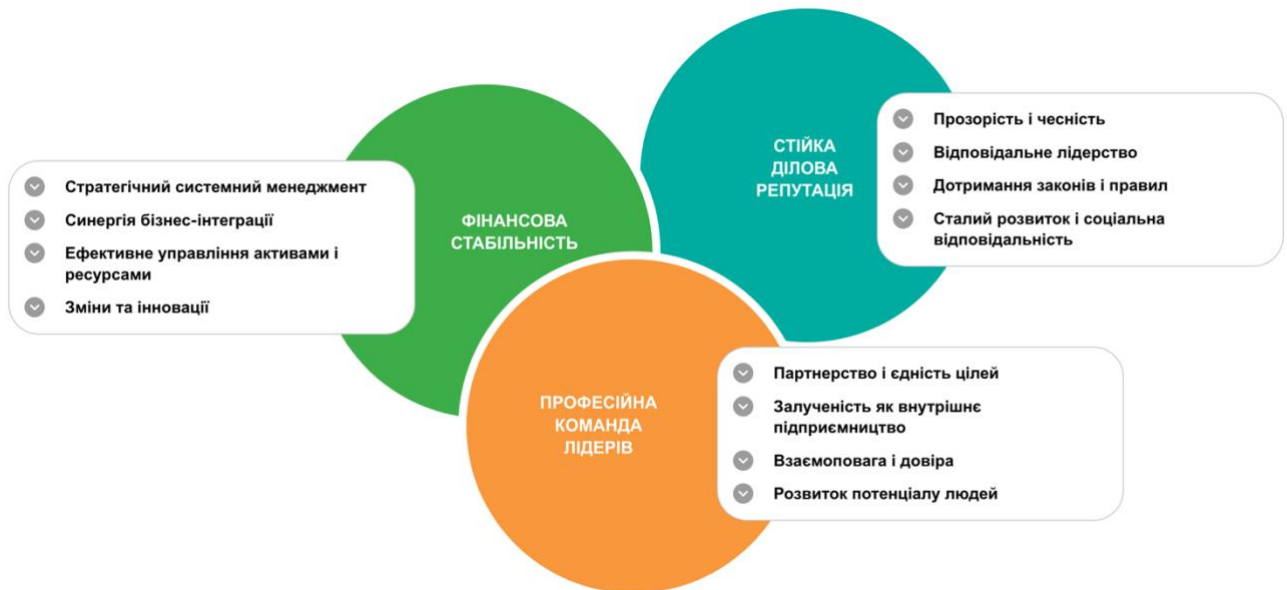 ФІНАНСОВА
СТАБІЛЬНІСТЬ
Стратегічний системний менеджмент
Синергія бізнес-інтеграції
Ефективне управління активами і
ресурсами
Зміни та інновації
СТІЙКА
ДІЛОВА
РЕПУТАЦІЯ
Прозорість і чесність
Відповідальне лідерство
Дотримання законів і правил
Сталий розвиток і соціальна
відповідальність
ПРОФЕСІЙНА
КОМАНДА
ЛІДЕРІВ
Партнерство і єдність цілей
Залученість як внутрішнє
підприємництво
Взаємоповага і довіра
Розвиток потенціалу людей